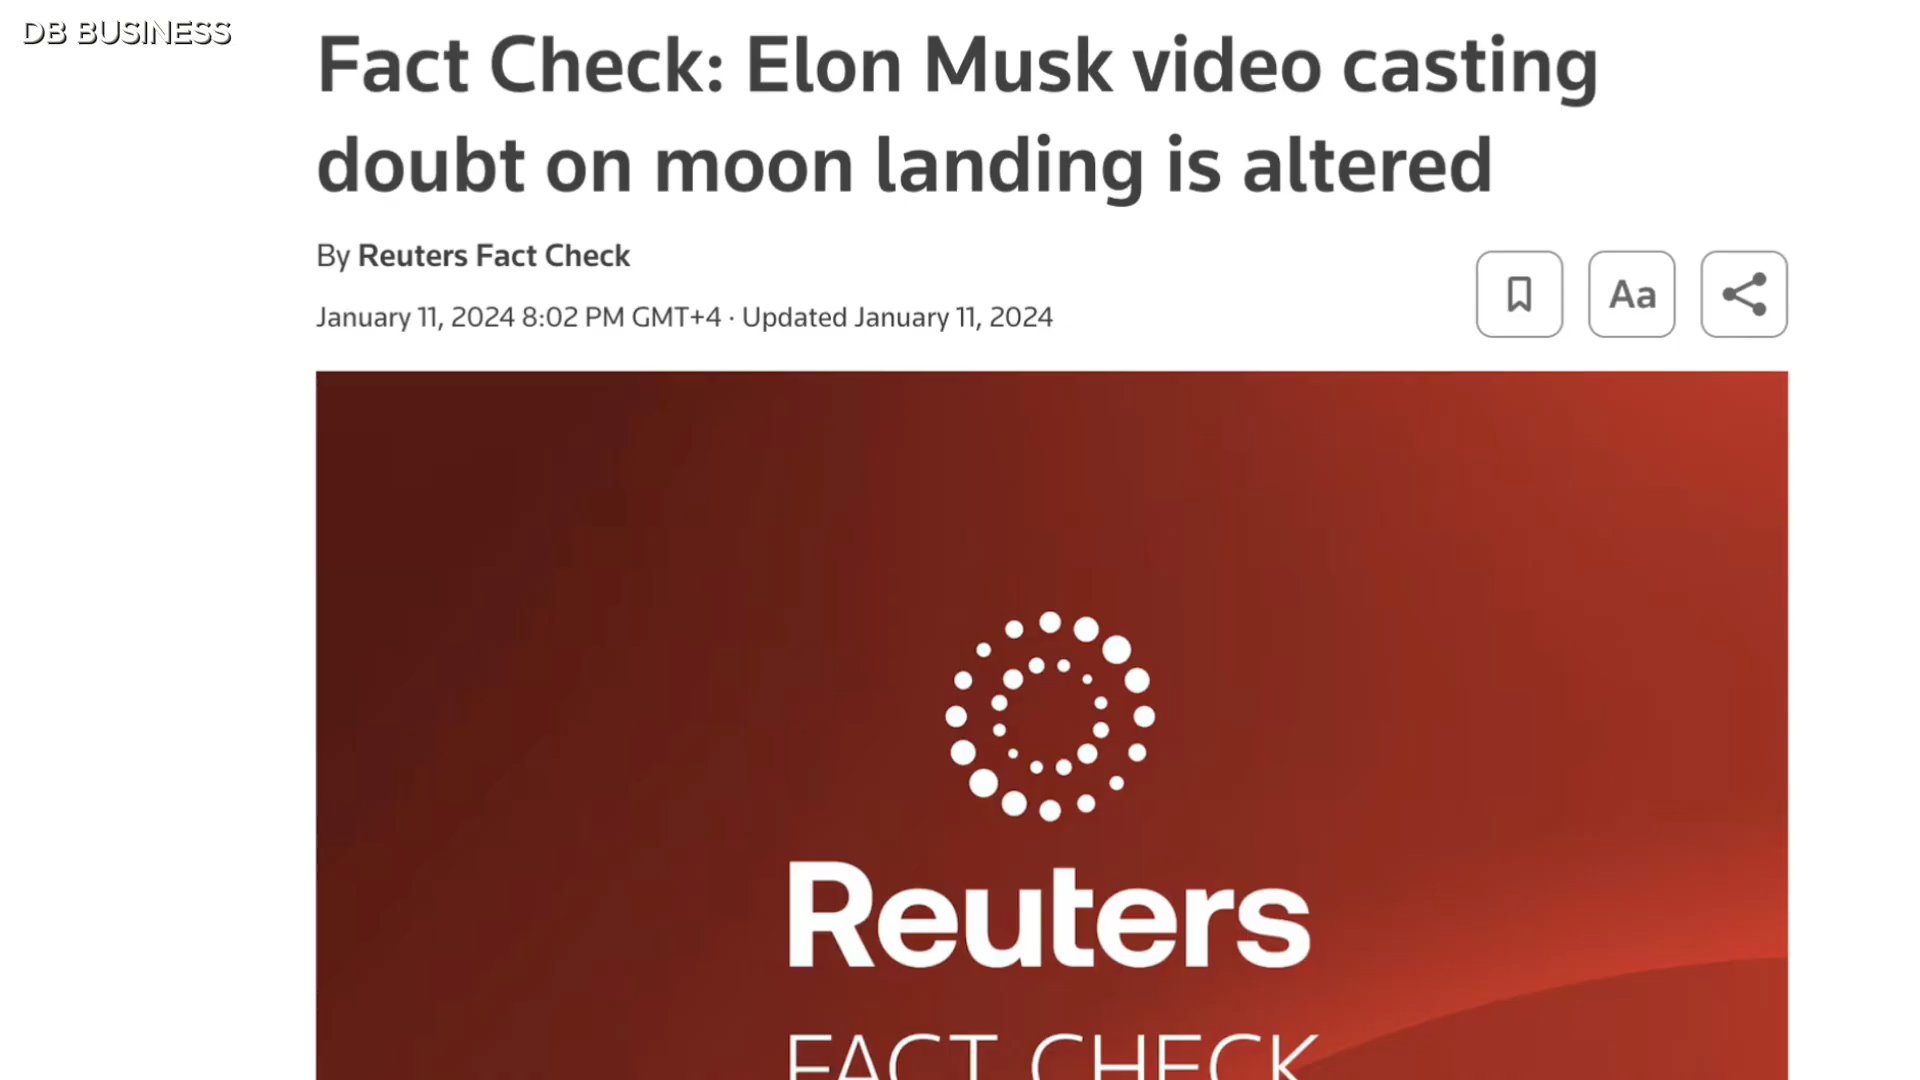 DB BUSINESS
Fact Check: Elon Musk video casting
doubt on moon landing is altered
By Reuters Fact Check
January 11, 2024 8:02 PM GMT+4 · Updated January 11, 2024
Aa
Reuters
FACT CHECK